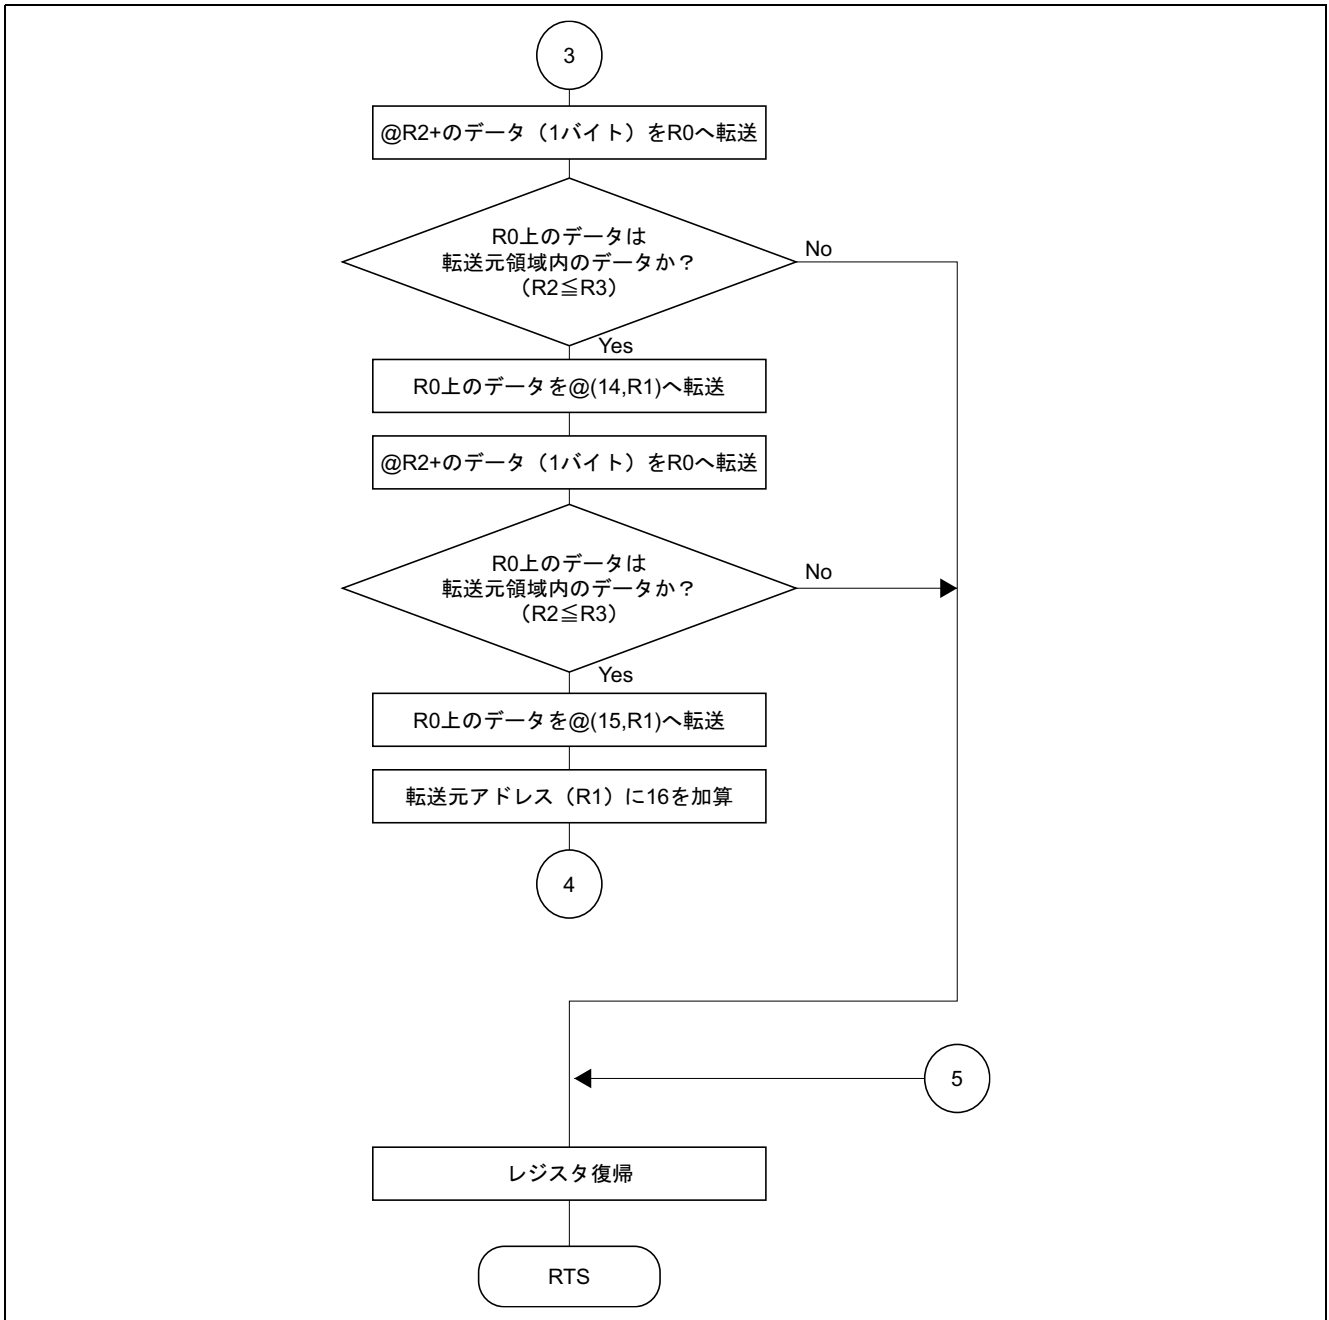 3
@R2+のデータ（1バイト）をR0へ転送
R0上のデータは
転送元領域内のデータか？
（R2≦R3）
No
Yes
R0上のデータを@(14,R1)へ転送
@R2+のデータ（1バイト）をR0へ転送
R0上のデータは
転送元領域内のデータか？
（R2≦R3）
No
Yes
R0上のデータを@(15,R1)へ転送
転送元アドレス（R1）に16を加算
4
5
レジスタ復帰
RTS